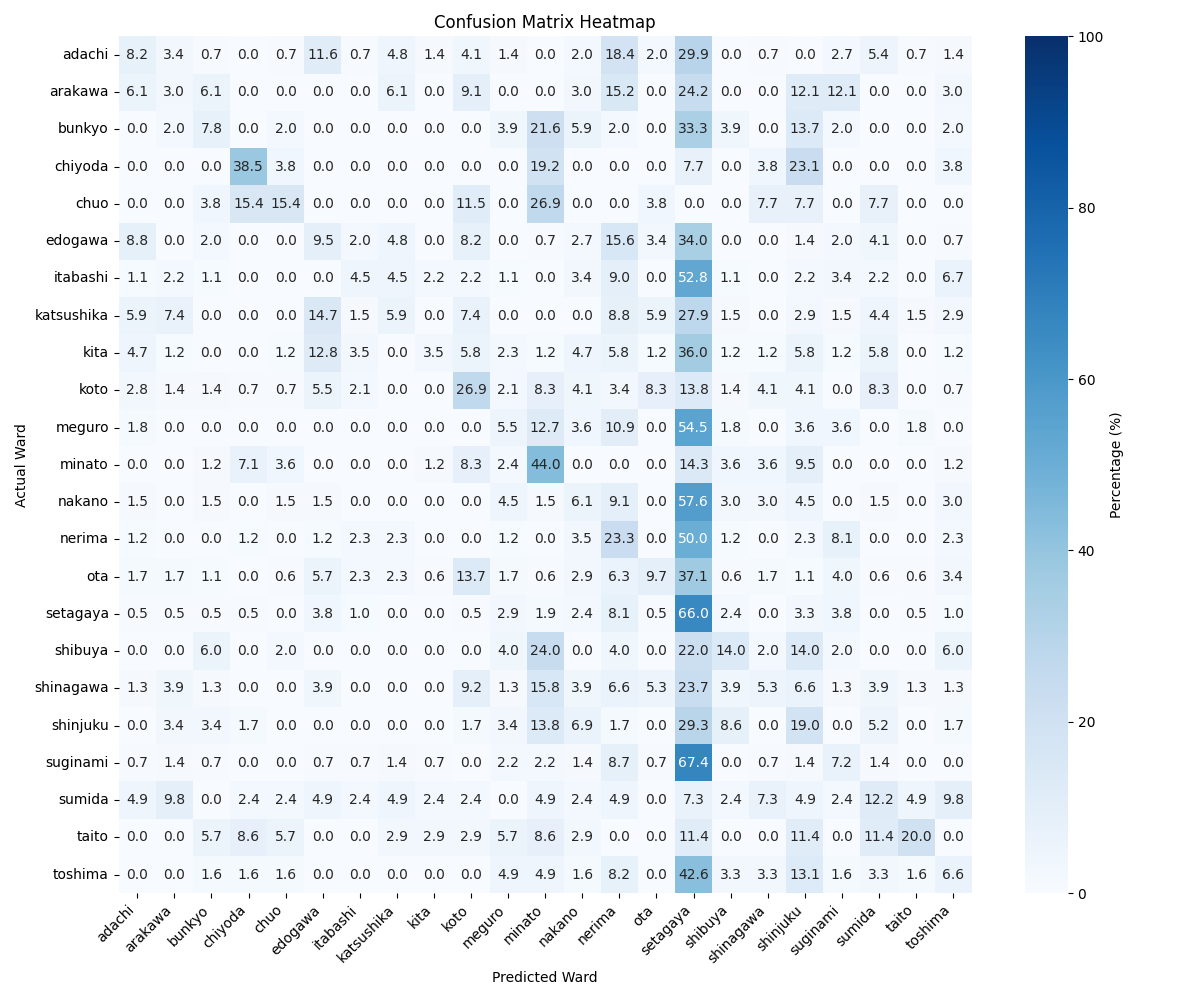 Confusion Matrix Heatmap
adachi 8.2 3.4 0.7 0.0 0.7 11.6 0.7 4.8 1.4 4.1 1.4 0.0 2.0 18.4 2.0 29.9 0.0 0.7 0.0 2.7 5.4 0.7 1.4
arakawa 6.1 3.0 6.1 0.0 0.0 0.0 0.0 6.1 0.0 9.1 0.0 0.0 3.0 15.2 0.0 24.2 0.0 0.0 12.1 12.1 0.0 0.0 3.0
bunkyo 0.0 2.0 7.8 0.0 2.0 0.0 0.0 0.0 0.0 0.0 3.9 21.6 5.9 2.0 0.0 33.3 3.9 0.0 13.7 2.0 0.0 0.0 2.0
chiyoda 0.0 0.0 0.0 38.5 3.8 0.0 0.0 0.0 0.0 0.0 0.0 19.2 0.0 0.0 0.0 7.7 0.0 3.8 23.1 0.0 0.0 0.0 3.8
chuo 0.0 0.0 3.8 15.4 15.4 0.0 0.0 0.0 0.0 11.5 0.0 26.9 0.0 0.0 3.8 0.0 0.0 7.7 7.7 0.0 7.7 0.0 0.0
edogawa 8.8 0.0 2.0 0.0 0.0 9.5 2.0 4.8 0.0 8.2 0.0 0.7 2.7 15.6 3.4 34.0 0.0 0.0 1.4 2.0 4.1 0.0 0.7
itabashi 1.1 2.2 1.1 0.0 0.0 0.0 4.5 4.5 2.2 2.2 1.1 0.0 3.4 9.0 0.0 52.8 1.1 0.0 2.2 3.4 2.2 0.0 6.7
katsushika 5.9 7.4 0.0 0.0 0.0 14.7 1.5 5.9 0.0 7.4 0.0 0.0 0.0 8.8 5.9 27.9 1.5 0.0 2.9 1.5 4.4 1.5 2.9
kita 4.7 1.2 0.0 0.0 1.2 12.8 3.5 0.0 3.5 5.8 2.3 1.2 4.7 5.8 1.2 36.0 1.2 1.2 5.8 1.2 5.8 0.0 1.2
koto 2.8 1.4 1.4 0.7 0.7 5.5 2.1 0.0 0.0 26.9 2.1 8.3 4.1 3.4 8.3 13.8 1.4 4.1 4.1 0.0 8.3 0.0 0.7
meguro 1.8 0.0 0.0 0.0 0.0 0.0 0.0 0.0 0.0 0.0 5.5 12.7 3.6 10.9 0.0 54.5 1.8 0.0 3.6 3.6 0.0 1.8 0.0
minato 0.0 0.0 1.2 7.1 3.6 0.0 0.0 0.0 1.2 8.3 2.4 44.0 0.0 0.0 0.0 14.3 3.6 3.6 9.5 0.0 0.0 0.0 1.2
nakano 1.5 0.0 1.5 0.0 1.5 1.5 0.0 0.0 0.0 0.0 4.5 1.5 6.1 9.1 0.0 57.6 3.0 3.0 4.5 0.0 1.5 0.0 3.0
nerima 1.2 0.0 0.0 1.2 0.0 1.2 2.3 2.3 0.0 0.0 1.2 0.0 3.5 23.3 0.0 50.0 1.2 0.0 2.3 8.1 0.0 0.0 2.3
ota 1.7 1.7 1.1 0.0 0.6 5.7 2.3 2.3 0.6 13.7 1.7 0.6 2.9 6.3 9.7 37.1 0.6 1.7 1.1 4.0 0.6 0.6 3.4
setagaya 0.5 0.5 0.5 0.5 0.0 3.8 1.0 0.0 0.0 0.5 2.9 1.9 2.4 8.1 0.5 66.0 2.4 0.0 3.3 3.8 0.0 0.5 1.0
shibuya 0.0 0.0 6.0 0.0 2.0 0.0 0.0 0.0 0.0 0.0 4.0 24.0 0.0 4.0 0.0 22.0 14.0 2.0 14.0 2.0 0.0 0.0 6.0
shinagawa 1.3 3.9 1.3 0.0 0.0 3.9 0.0 0.0 0.0 9.2 1.3 15.8 3.9 6.6 5.3 23.7 3.9 5.3 6.6 1.3 3.9 1.3 1.3
shinjuku 0.0 3.4 3.4 1.7 0.0 0.0 0.0 0.0 0.0 1.7 3.4 13.8 6.9 1.7 0.0 29.3 8.6 0.0 19.0 0.0 5.2 0.0 1.7
suginami 0.7 1.4 0.7 0.0 0.0 0.7 0.7 1.4 0.7 0.0 2.2 2.2 1.4 8.7 0.7 67.4 0.0 0.7 1.4 7.2 1.4 0.0 0.0
sumida 4.9 9.8 0.0 2.4 2.4 4.9 2.4 4.9 2.4 2.4 0.0 4.9 2.4 4.9 0.0 7.3 2.4 7.3 4.9 2.4 12.2 4.9 9.8
taito 0.0 0.0 5.7 8.6 5.7 0.0 0.0 2.9 2.9 2.9 5.7 8.6 2.9 0.0 0.0 11.4 0.0 0.0 11.4 0.0 11.4 20.0 0.0
toshima 0.0 0.0 1.6 1.6 1.6 0.0 0.0 0.0 0.0 0.0 4.9 4.9 1.6 8.2 0.0 42.6 3.3 3.3 13.1 1.6 3.3 1.6 6.6
adachi arakawa bunkyo chiyoda chuo edogawa itabashi katsushika kita koto meguro minato nakano nerima ota setagaya shibuya shinagawa shinjuku suginami sumida taito toshima
Predicted Ward
Actual Ward
100
80
60
40
20
0
Percentage (%)